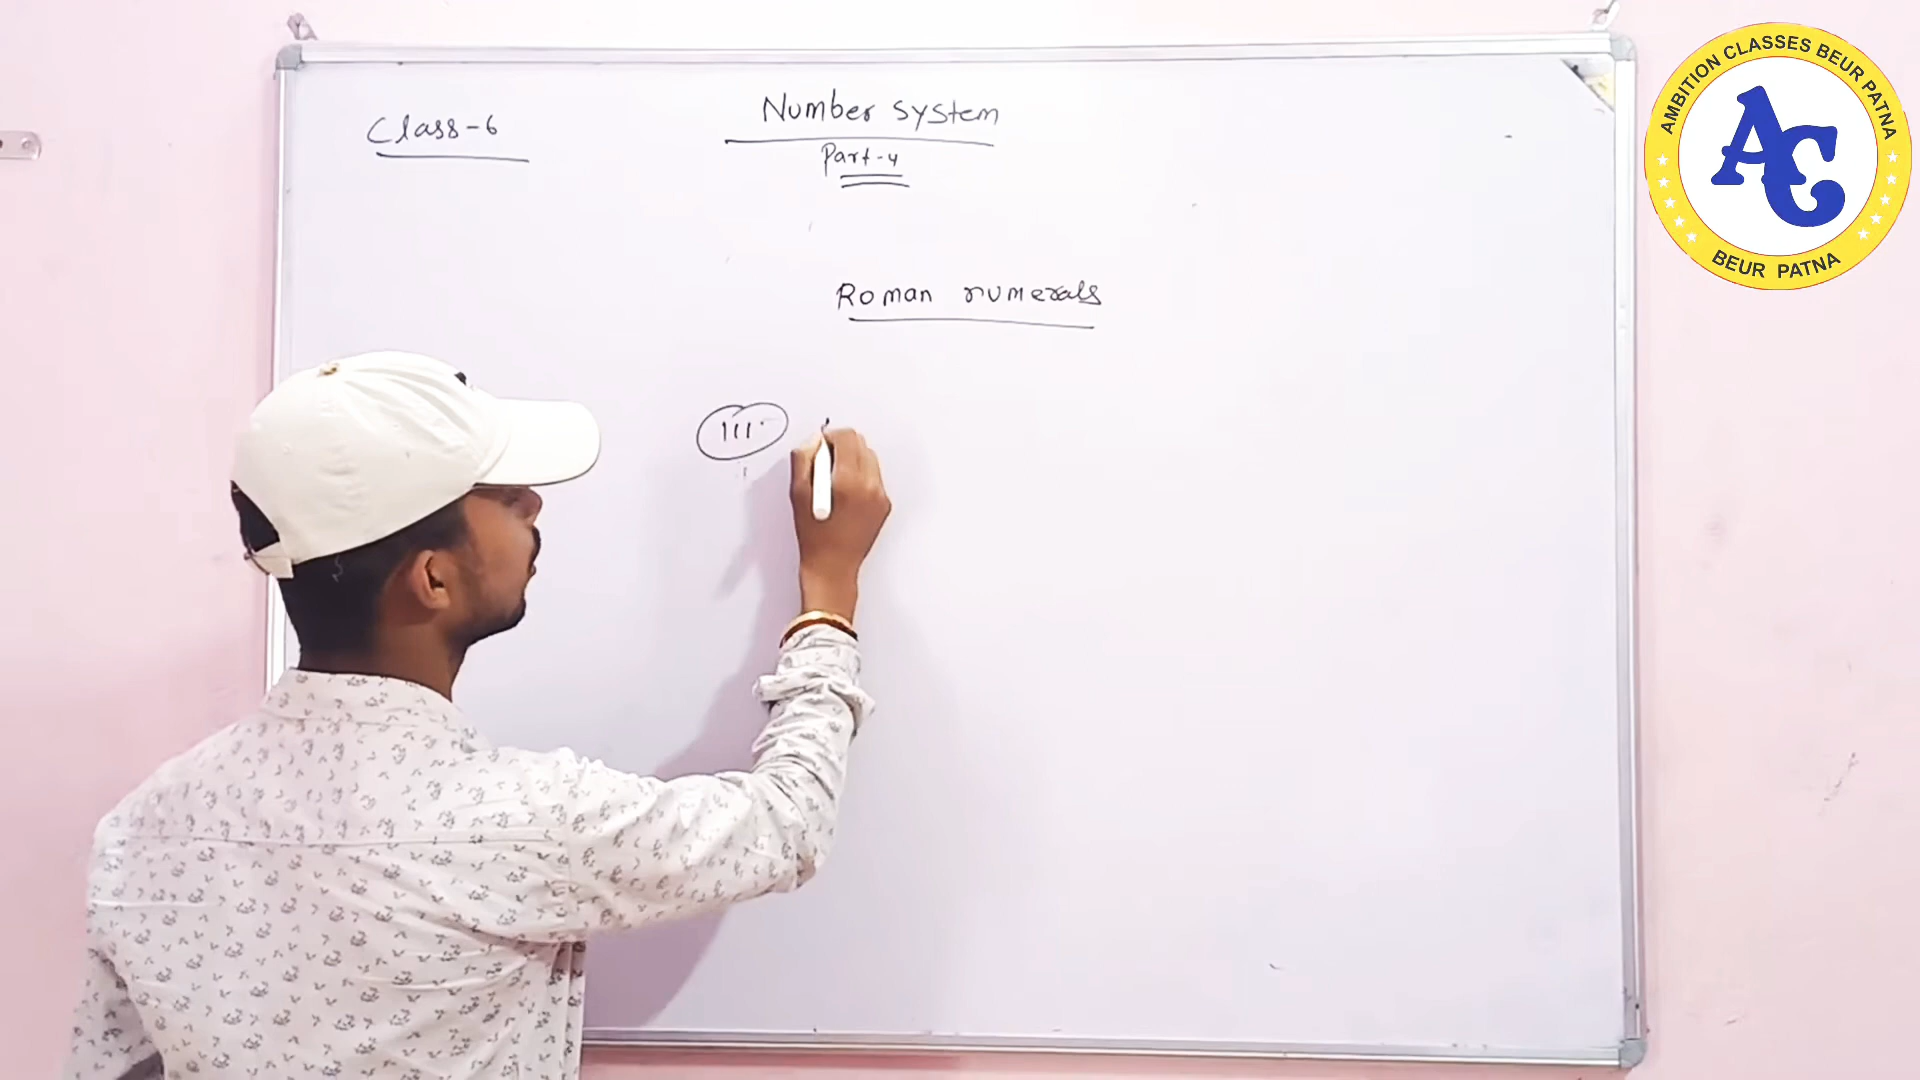 Class-6
Number system
Part-4
Roman numerals
III
AMBITION CLASSES BEUR PATNA
AC
BEUR PATNA